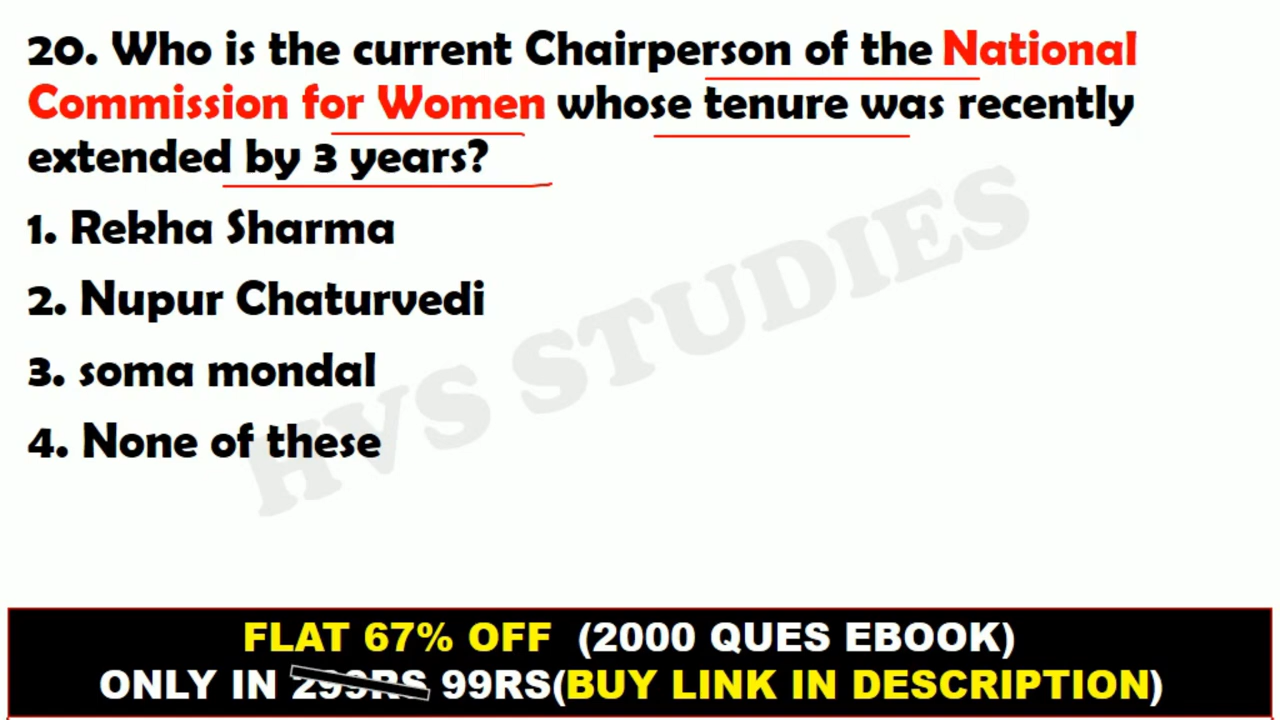 20. Who is the current Chairperson of the National
Commission for Women whose tenure was recently
extended by 3 years?
1. Rekha Sharma
2. Nupur Chaturvedi
3. soma mondal
4. None of these
HVS STUDIES
FLAT 67% OFF (2000 QUES EBOOK)
ONLY IN 299RS 99RS(BUY LINK IN DESCRIPTION)